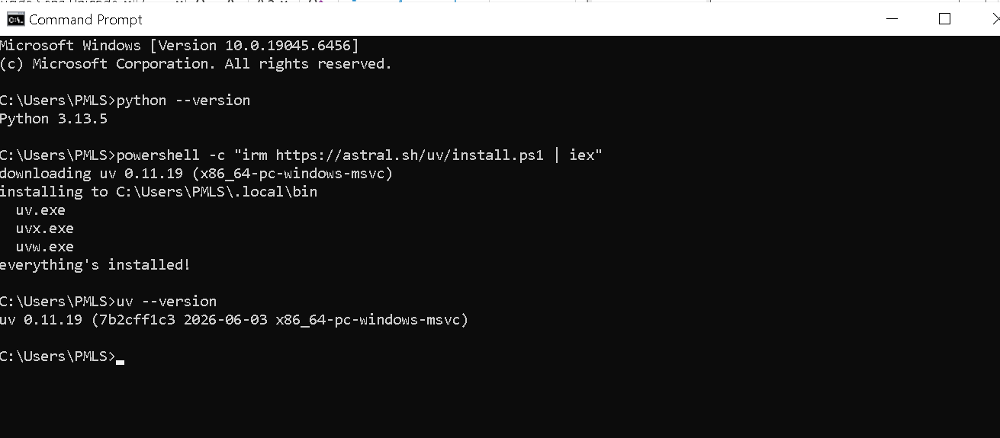 Command Prompt
Microsoft Windows [Version 10.0.19045.6456]
(c) Microsoft Corporation. All rights reserved.
C:\Users\PMLS>python --version
Python 3.13.5
C:\Users\PMLS>powershell -c "irm https://astral.sh/uv/install.ps1 | iex"
downloading uv 0.11.19 (x86_64-pc-windows-msvc)
installing to C:\Users\PMLS\.local\bin
uv.exe
uvx.exe
uvw.exe
everything's installed!
C:\Users\PMLS>uv --version
uv 0.11.19 (7b2cff1c3 2026-06-03 x86_64-pc-windows-msvc)
C:\Users\PMLS>